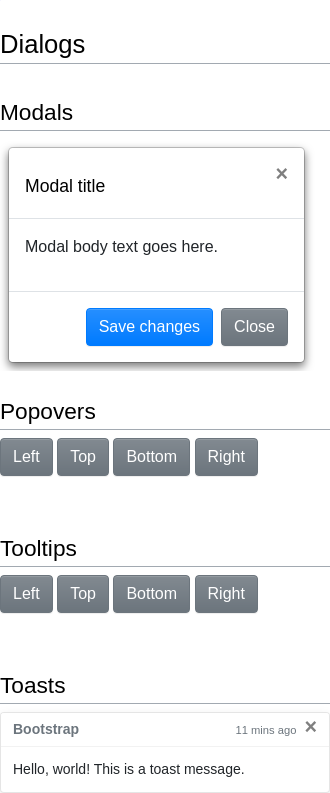 Dialogs
Modals
Modal title ×
Modal body text goes here.
Save changes Close
Popovers
Left Top Bottom Right
Tooltips
Left Top Bottom Right
Toasts
Bootstrap 11 mins ago ×
Hello, world! This is a toast message.